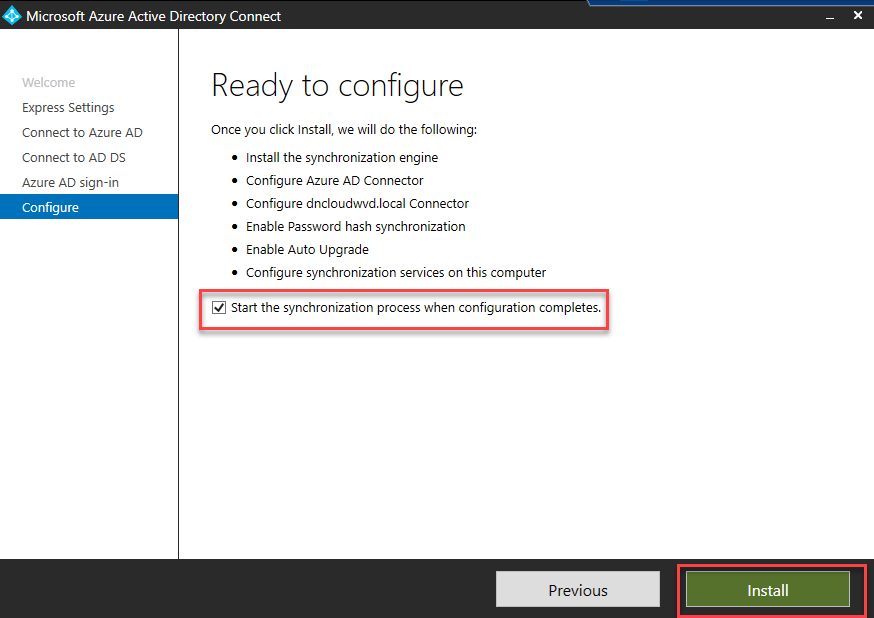 Microsoft Azure Active Directory Connect
Welcome
Express Settings
Connect to Azure AD
Connect to AD DS
Azure AD sign-in
Configure
Ready to configure
Once you click Install, we will do the following:
Install the synchronization engine
Configure Azure AD Connector
Configure dncloudwvd.local Connector
Enable Password hash synchronization
Enable Auto Upgrade
Configure synchronization services on this computer
Start the synchronization process when configuration completes.
Previous
Install